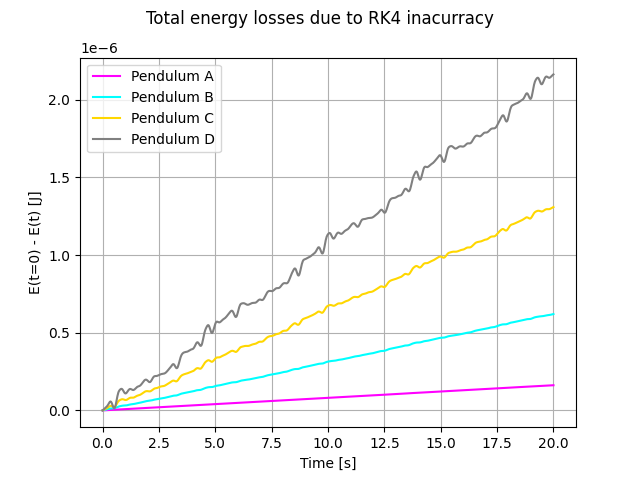 Total energy losses due to RK4 inacurracy
1e−6
Pendulum A
Pendulum B
Pendulum C
Pendulum D
2.0
1.5
1.0
0.5
0.0
E(t=0) - E(t) [J]
0.0 2.5 5.0 7.5 10.0 12.5 15.0 17.5 20.0
Time [s]